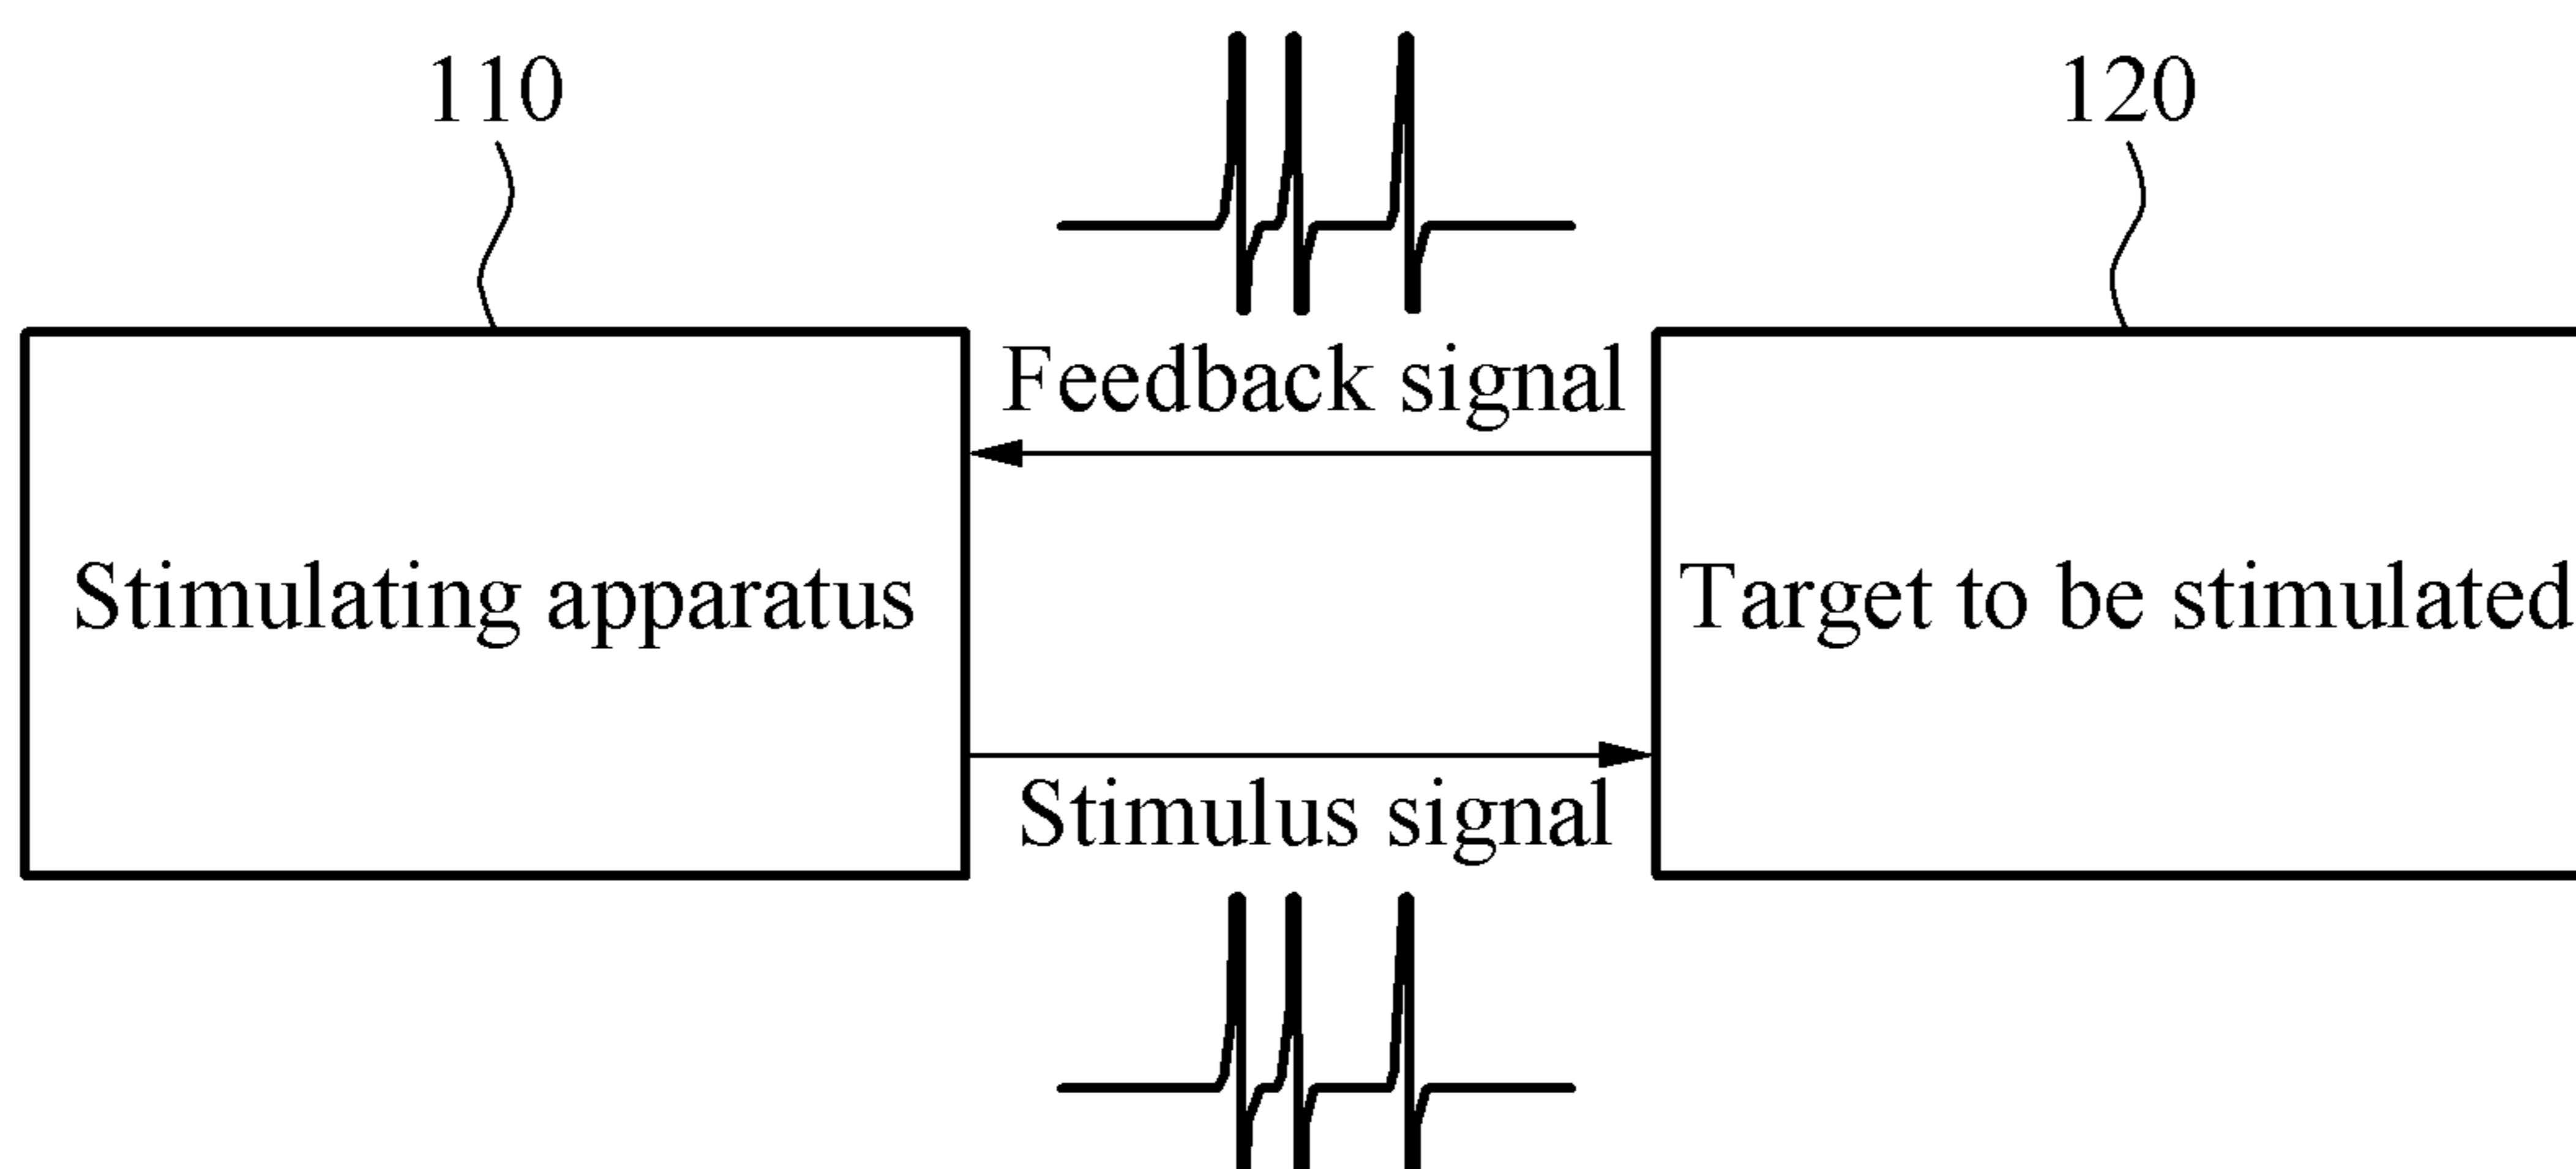 110
120
Feedback signal
Stimulating apparatus
Target to be stimulated
Stimulus signal